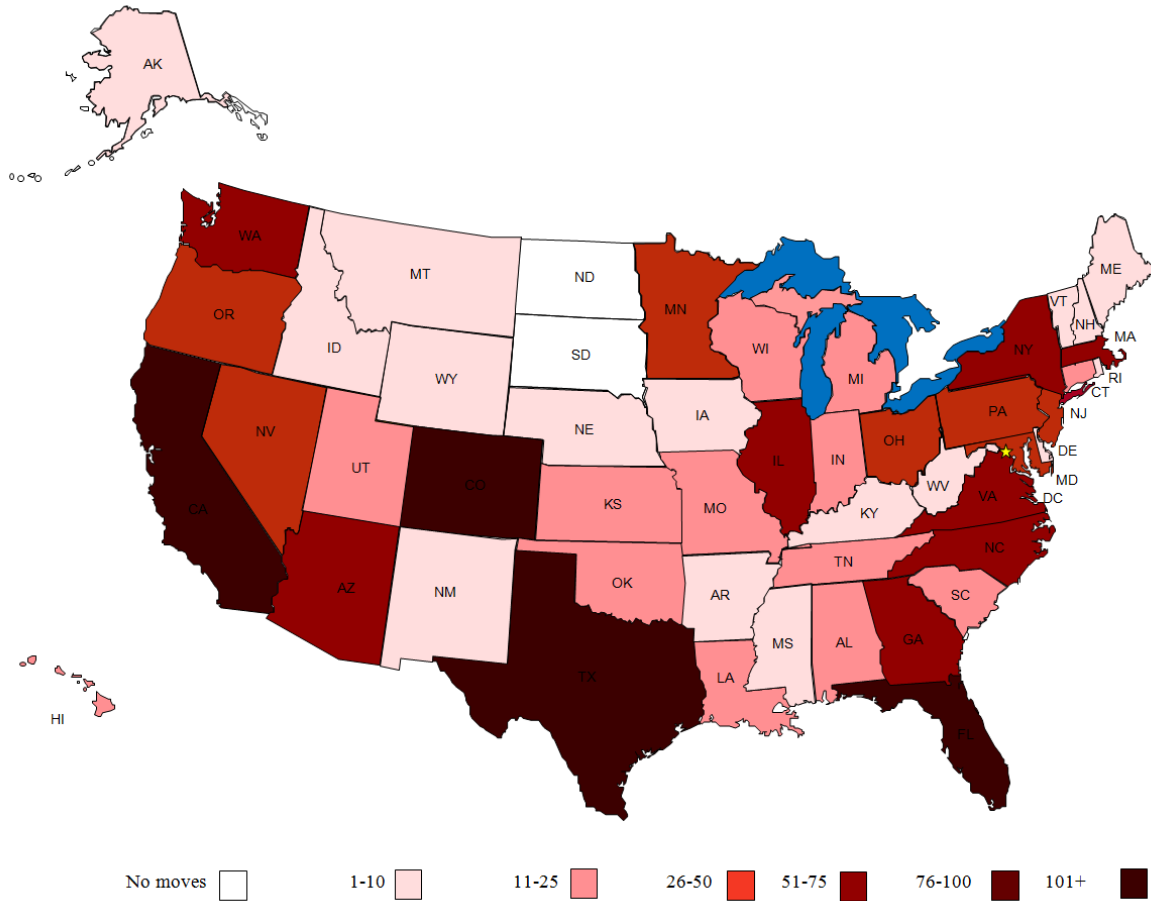 AK
WA
ME
MT
ND
VT
OR
MN
NH
MA
ID
SD
WI
NY
WY
MI
RI
CT
IA
PA
NJ
NE
NV
OH
UT
IL
IN
DE
CO
WV
MD
VA
DC
CA
KS
MO
KY
NC
TN
AZ
NM
OK
AR
SC
MS
AL
GA
TX
LA
HI
FL
No moves 1-10 11-25 26-50 51-75 76-100 101+